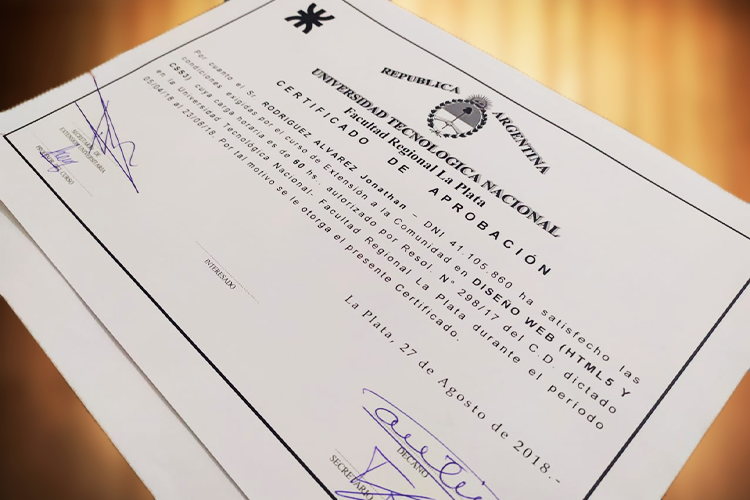 REPUBLICA ARGENTINA
UNIVERSIDAD TECNOLOGICA NACIONAL
Facultad Regional La Plata
CERTIFICADO DE APROBACIÓN
Por cuanto el Sr. RODRIGUEZ ALVAREZ Jonathan – DNI 41.105.860 ha satisfecho las
condiciones exigidas por el curso de Extensión a la Comunidad en DISEÑO WEB (HTML5 Y
CSS3) cuya carga horaria es de 60 hs., autorizado por Resol. N° 298/17 del C.D. dictado
en la Universidad Tecnológica Nacional- Facultad Regional La Plata durante el Período
05/04/18 al 23/08/18. Por tal motivo se le otorga el presente Certificado.
La Plata, 27 de Agosto de 2018.-
SECRETARIO DE
EXTENSION UNIVERSITARIA
CURSO
INTERESADO
DECANO
SECRETARIO